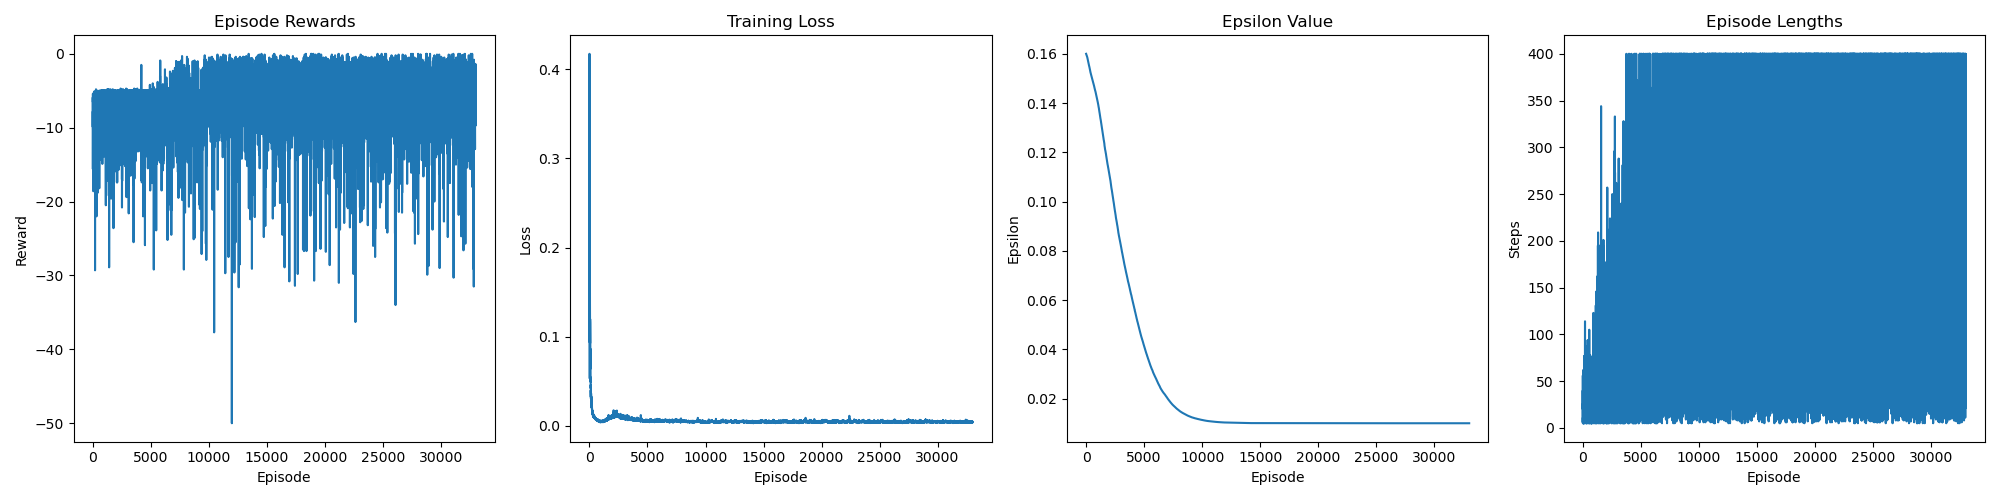 Episode Rewards
Reward
0
−10
−20
−30
−40
−50
0 5000 10000 15000 20000 25000 30000
Episode
Training Loss
Loss
0.4
0.3
0.2
0.1
0.0
0 5000 10000 15000 20000 25000 30000
Episode
Epsilon Value
Epsilon
0.16
0.14
0.12
0.10
0.08
0.06
0.04
0.02
0 5000 10000 15000 20000 25000 30000
Episode
Episode Lengths
Steps
400
350
300
250
200
150
100
50
0
0 5000 10000 15000 20000 25000 30000
Episode